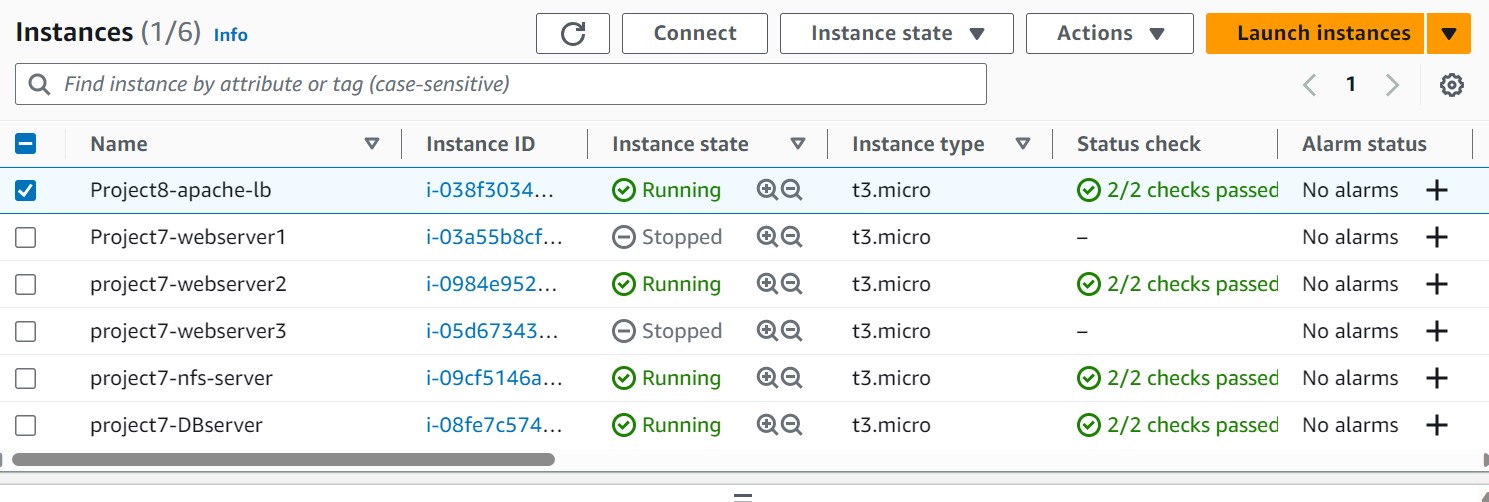 Instances (1/6) Info Connect Instance state Actions Launch instances
Find instance by attribute or tag (case-sensitive) 1
Name Instance ID Instance state Instance type Status check Alarm status
Project8-apache-lb i-038f3034... Running t3.micro 2/2 checks passed No alarms +
Project7-webserver1 i-03a55b8cf... Stopped t3.micro – No alarms +
project7-webserver2 i-0984e952... Running t3.micro 2/2 checks passed No alarms +
project7-webserver3 i-05d67343... Stopped t3.micro – No alarms +
project7-nfs-server i-09cf5146a... Running t3.micro 2/2 checks passed No alarms +
project7-DBserver i-08fe7c574... Running t3.micro 2/2 checks passed No alarms +